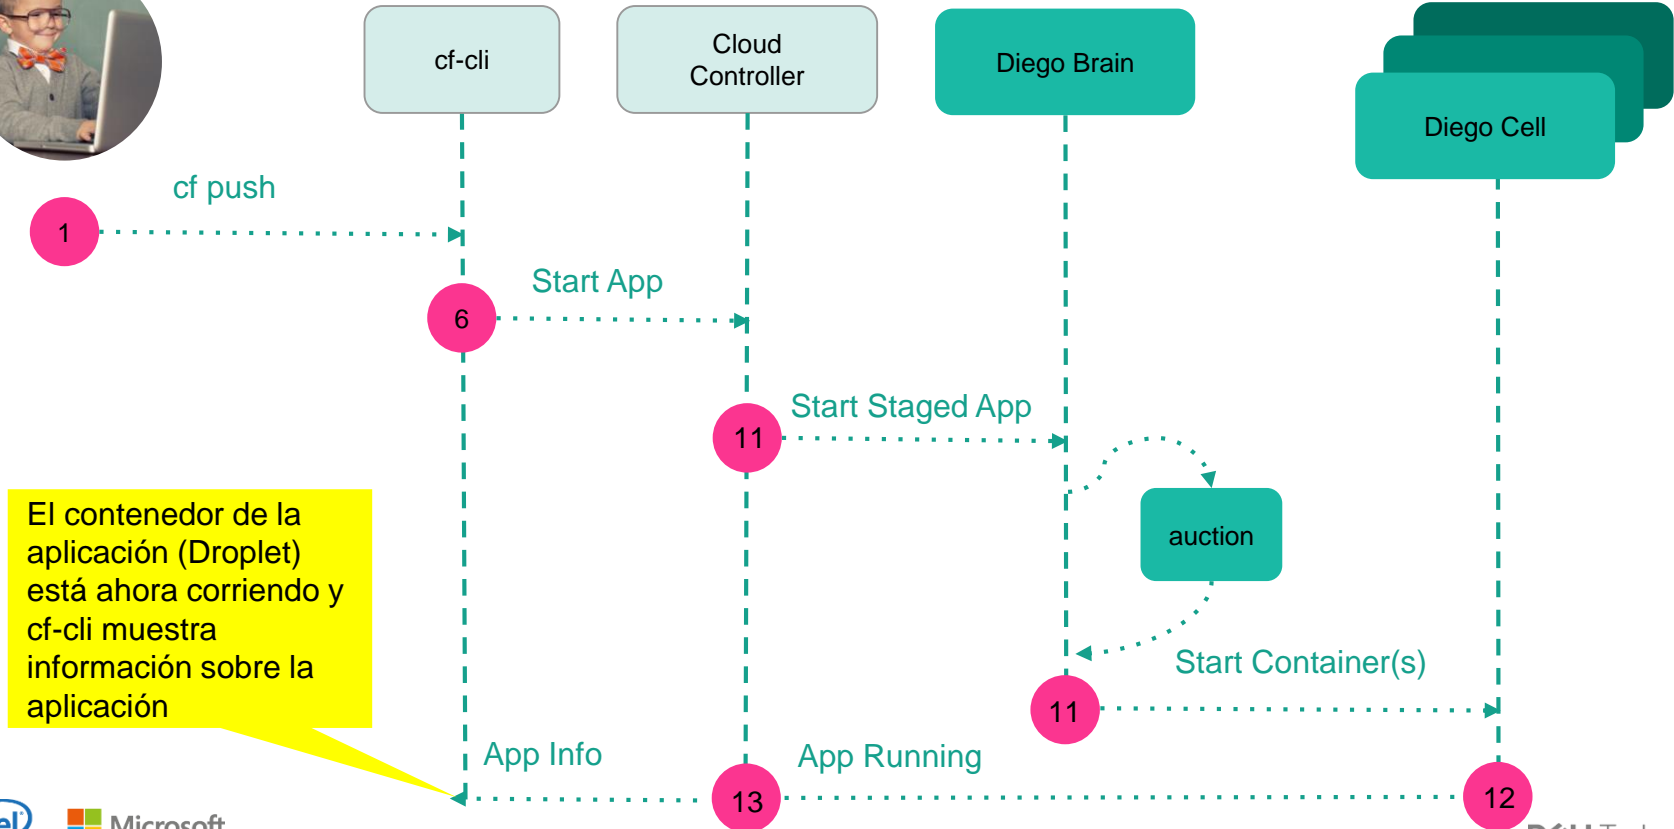 cf-cli
Cloud
Controller
Diego Brain
Diego Cell
cf push
1
Start App
6
Start Staged App
11
auction
El contenedor de la
aplicación (Droplet)
está ahora corriendo y
cf-cli muestra
información sobre la
aplicación
Start Container(s)
11
App Info
App Running
13
12
Microsoft